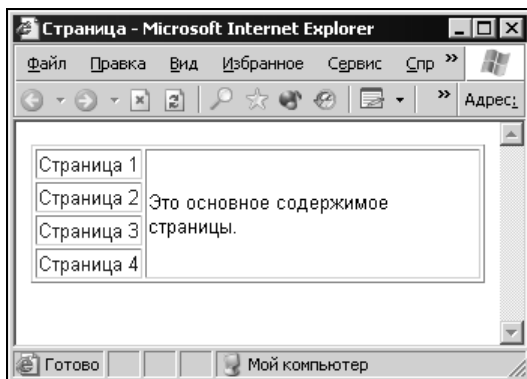 Страница - Microsoft Internet Explorer
Файл Правка Вид Избранное Сервис Спр »
» Адрес:
Страница 1
Страница 2
Страница 3
Страница 4
Это основное содержимое
страницы.
Готово Мой компьютер